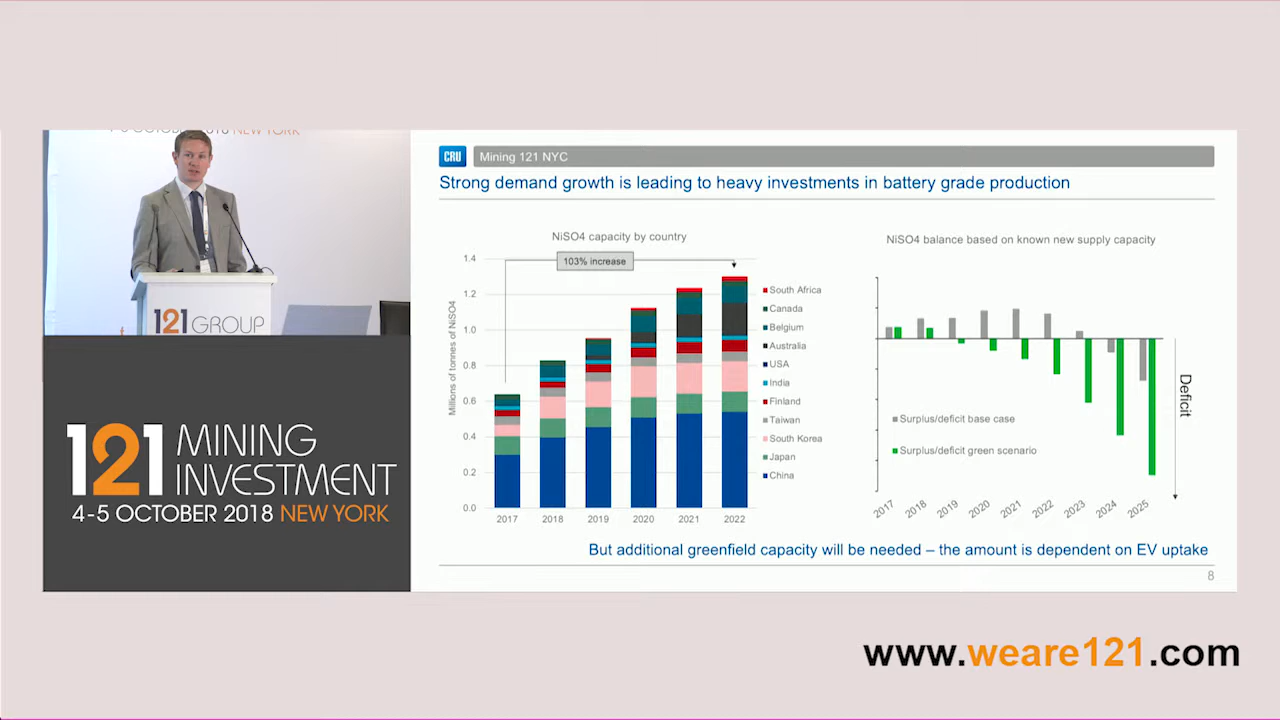 4-5 OCTOBER 2018 NEW YORK
121 GROUP
121 MINING
INVESTMENT
4-5 OCTOBER 2018 NEW YORK
CRU
Mining 121 NYC
Strong demand growth is leading to heavy investments in battery grade production
NiSO4 capacity by country
103% increase
Millions of tonnes of NiSO4
1.4
1.2
1.0
0.8
0.6
0.4
0.2
0.0
2017
2018
2019
2020
2021
2022
South Africa
Canada
Belgium
Australia
USA
India
Finland
Taiwan
South Korea
Japan
China
NiSO4 balance based on known new supply capacity
Surplus/deficit base case
Surplus/deficit green scenario
Deficit
2017
2018
2019
2020
2021
2022
2023
2024
2025
But additional greenfield capacity will be needed – the amount is dependent on EV uptake
8
www.weare121.com